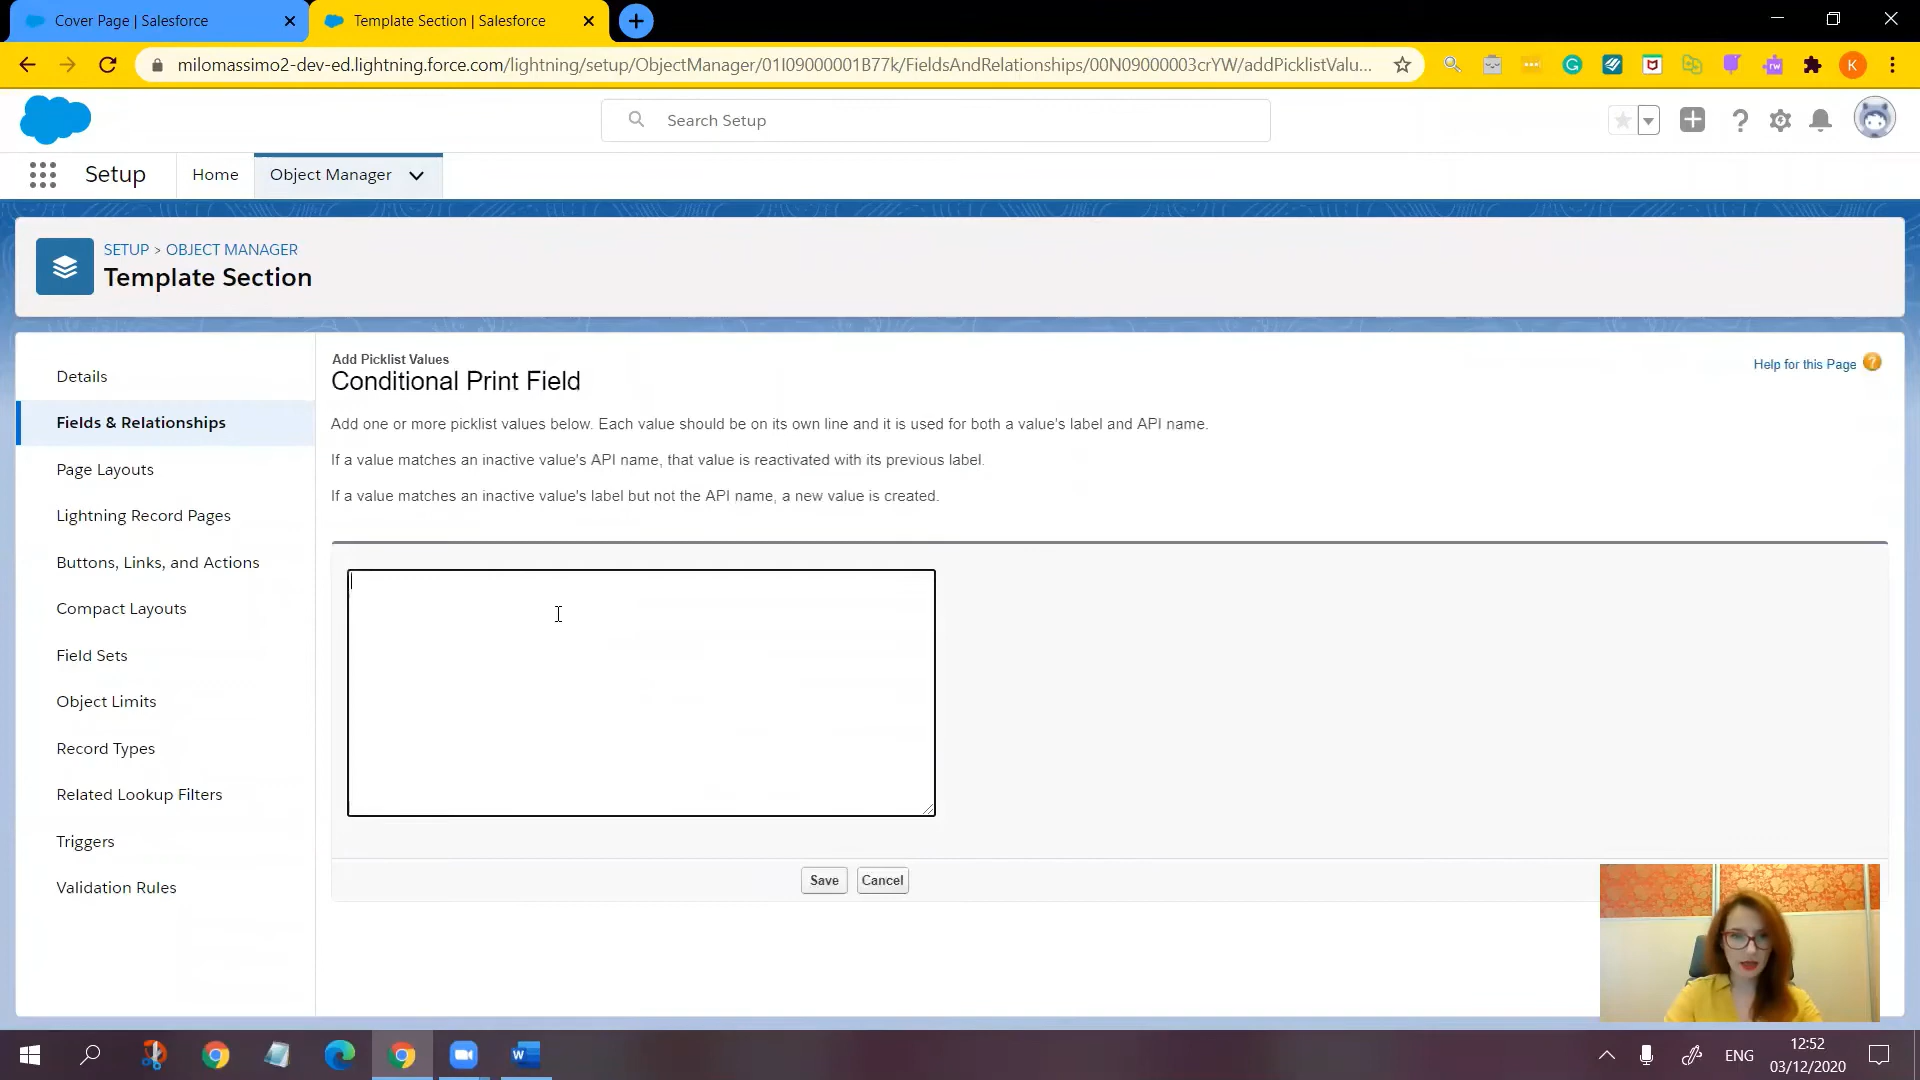 Cover Page | Salesforce
Template Section | Salesforce
milomassimo2-dev-ed.lightning.force.com/lightning/setup/ObjectManager/01I09000001B77k/FieldsAndRelationships/00N09000003crYW/addPicklistValu...
K
Search Setup
Setup
Home
Object Manager
SETUP > OBJECT MANAGER
Template Section
Details
Fields & Relationships
Page Layouts
Lightning Record Pages
Buttons, Links, and Actions
Compact Layouts
Field Sets
Object Limits
Record Types
Related Lookup Filters
Triggers
Validation Rules
Add Picklist Values
Conditional Print Field
Help for this Page
Add one or more picklist values below. Each value should be on its own line and it is used for both a value's label and API name.
If a value matches an inactive value's API name, that value is reactivated with its previous label.
If a value matches an inactive value's label but not the API name, a new value is created.
Save
Cancel
ENG
12:52
03/12/2020